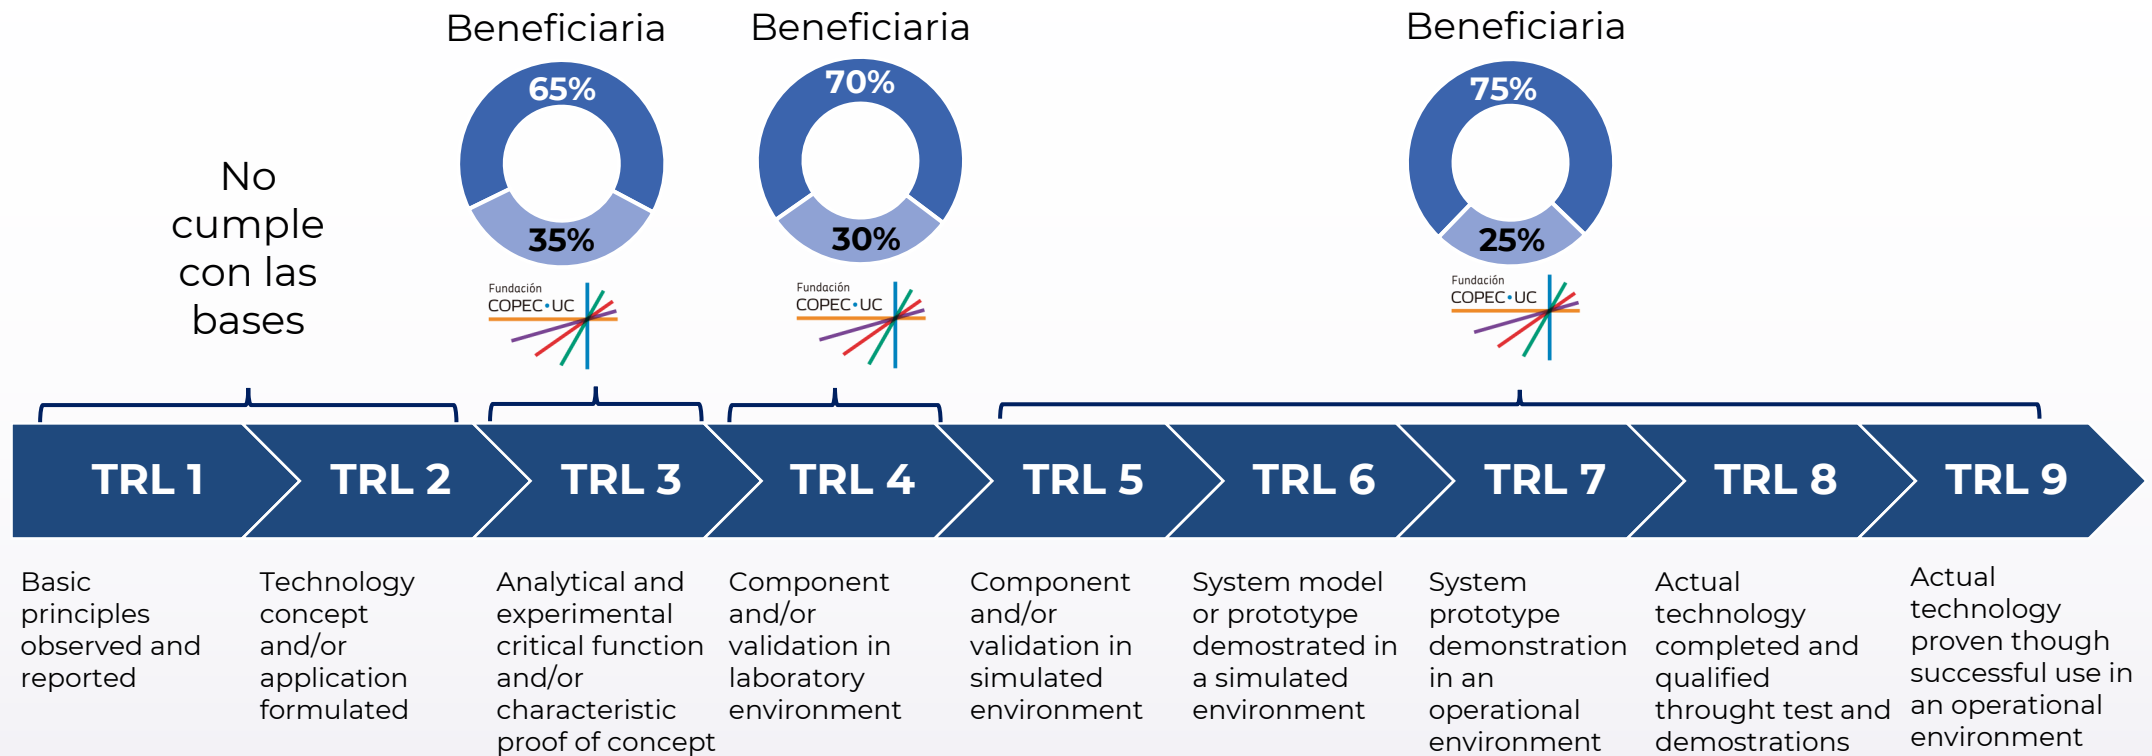 Beneficiaria
65%
35%
Fundación
COPEC•UC
Beneficiaria
70%
30%
Fundación
COPEC•UC
Beneficiaria
75%
25%
Fundación
COPEC•UC
No
cumple
con las
bases
TRL 1
TRL 2
TRL 3
TRL 4
TRL 5
TRL 6
TRL 7
TRL 8
TRL 9
Basic
principles
observed and
reported
Technology
concept
and/or
application
formulated
Analytical and
experimental
critical function
and/or
characteristic
proof of concept
Component
and/or
validation in
laboratory
environment
Component
and/or
validation in
simulated
environment
System model
or prototype
demostrated in
a simulated
environment
System
prototype
demonstration
in an
operational
environment
Actual
technology
completed and
qualified
throught test and
demostrations
Actual
technology
proven though
successful use in
an operational
environment